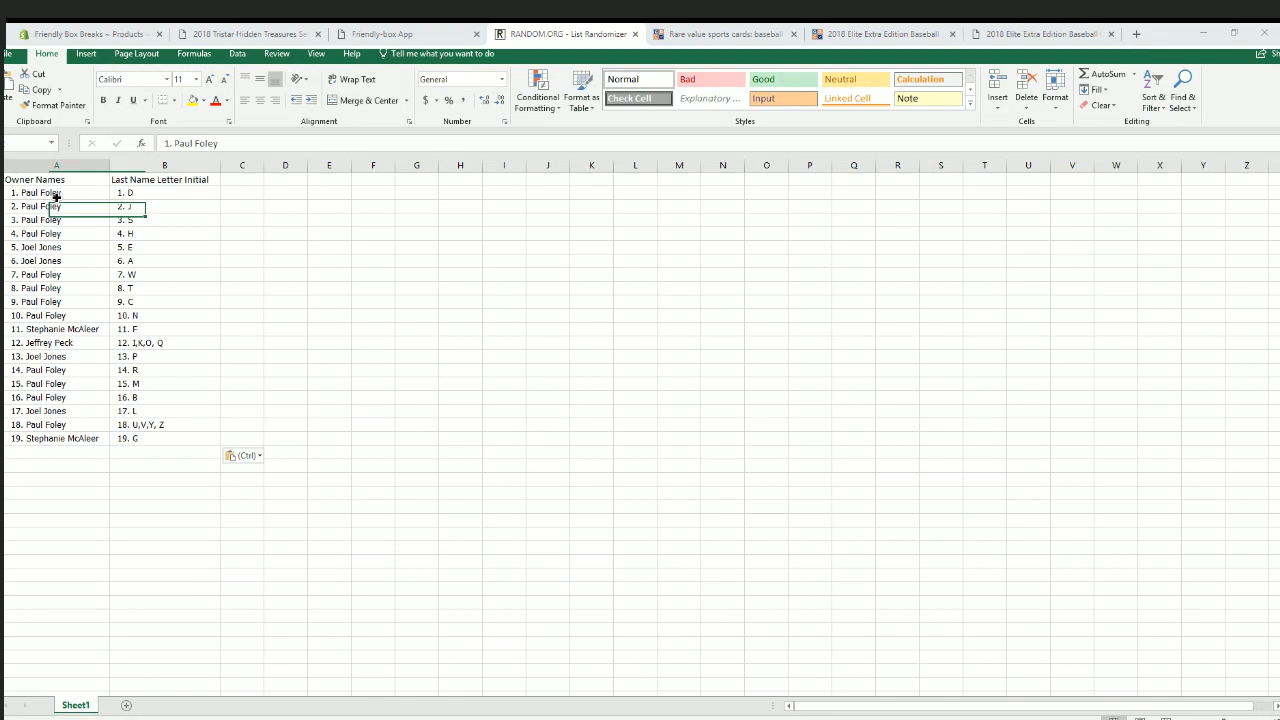 Friendly Box Breaks ~ Products - 2018 Tristar Hidden Treasures Se Friendly-box App RANDOM.ORG - List Randomizer Rare value sports cards: baseball 2018 Elite Extra Edition Baseball 2018 Elite Extra Edition Baseball
Home Insert Page Layout Formulas Data Review View Help Tell me what you want to do
Cut Calibri 11 Wrap Text General Normal Bad Good Neutral Calculation AutoSum
Copy Fill
Format Painter B I U A Merge & Center $ % Conditional Formatting Format as Table Check Cell Explanatory ... Input Linked Cell Note Insert Delete Format Clear Sort & Filter Find & Select
Clipboard Font Alignment Number Styles Cells Editing
fx 1. Paul Foley
A B C D E F G H I J K L M N O P Q R S T U V W X Y Z
Owner Names Last Name Letter Initial
1. Paul Foley 1. D
2. Paul Foley 2. J
3. Paul Foley 3. S
4. Paul Foley 4. H
5. Joel Jones 5. E
6. Joel Jones 6. A
7. Paul Foley 7. W
8. Paul Foley 8. T
9. Paul Foley 9. C
10. Paul Foley 10. N
11. Stephanie McAleer 11. F
12. Jeffrey Peck 12. I,K,O, Q
13. Joel Jones 13. P
14. Paul Foley 14. R
15. Paul Foley 15. M
16. Paul Foley 16. B
17. Joel Jones 17. L
18. Paul Foley 18. U,V,Y, Z
19. Stephanie McAleer 19. G
(Ctrl)
Sheet1